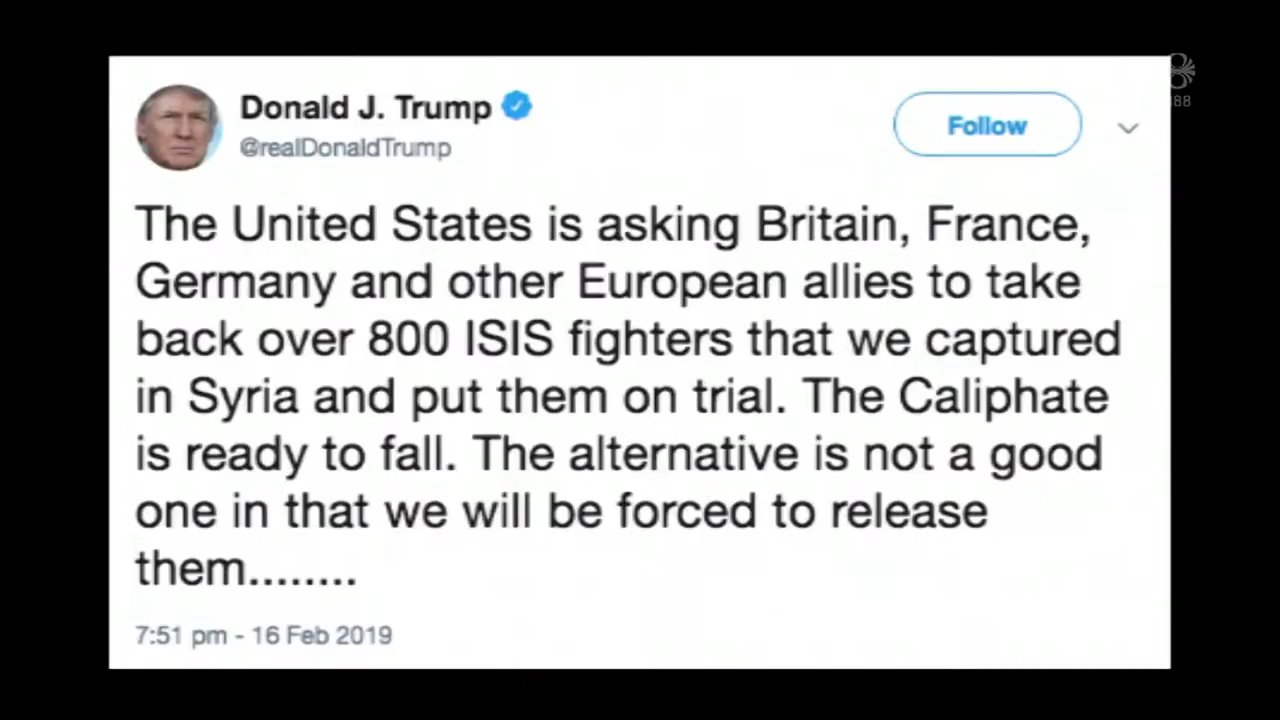 Donald J. Trump
@realDonaldTrump
Follow
The United States is asking Britain, France,
Germany and other European allies to take
back over 800 ISIS fighters that we captured
in Syria and put them on trial. The Caliphate
is ready to fall. The alternative is not a good
one in that we will be forced to release
them........
7:51 pm - 16 Feb 2019